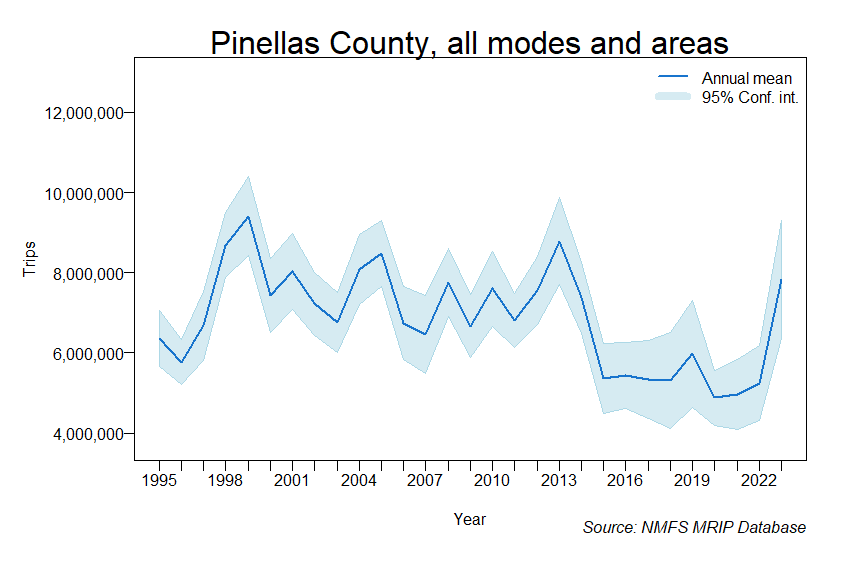 Pinellas County, all modes and areas
Annual mean
95% Conf. int.
12,000,000
10,000,000
8,000,000
6,000,000
4,000,000
Trips
1995 1998 2001 2004 2007 2010 2013 2016 2019 2022
Year
Source: NMFS MRIP Database